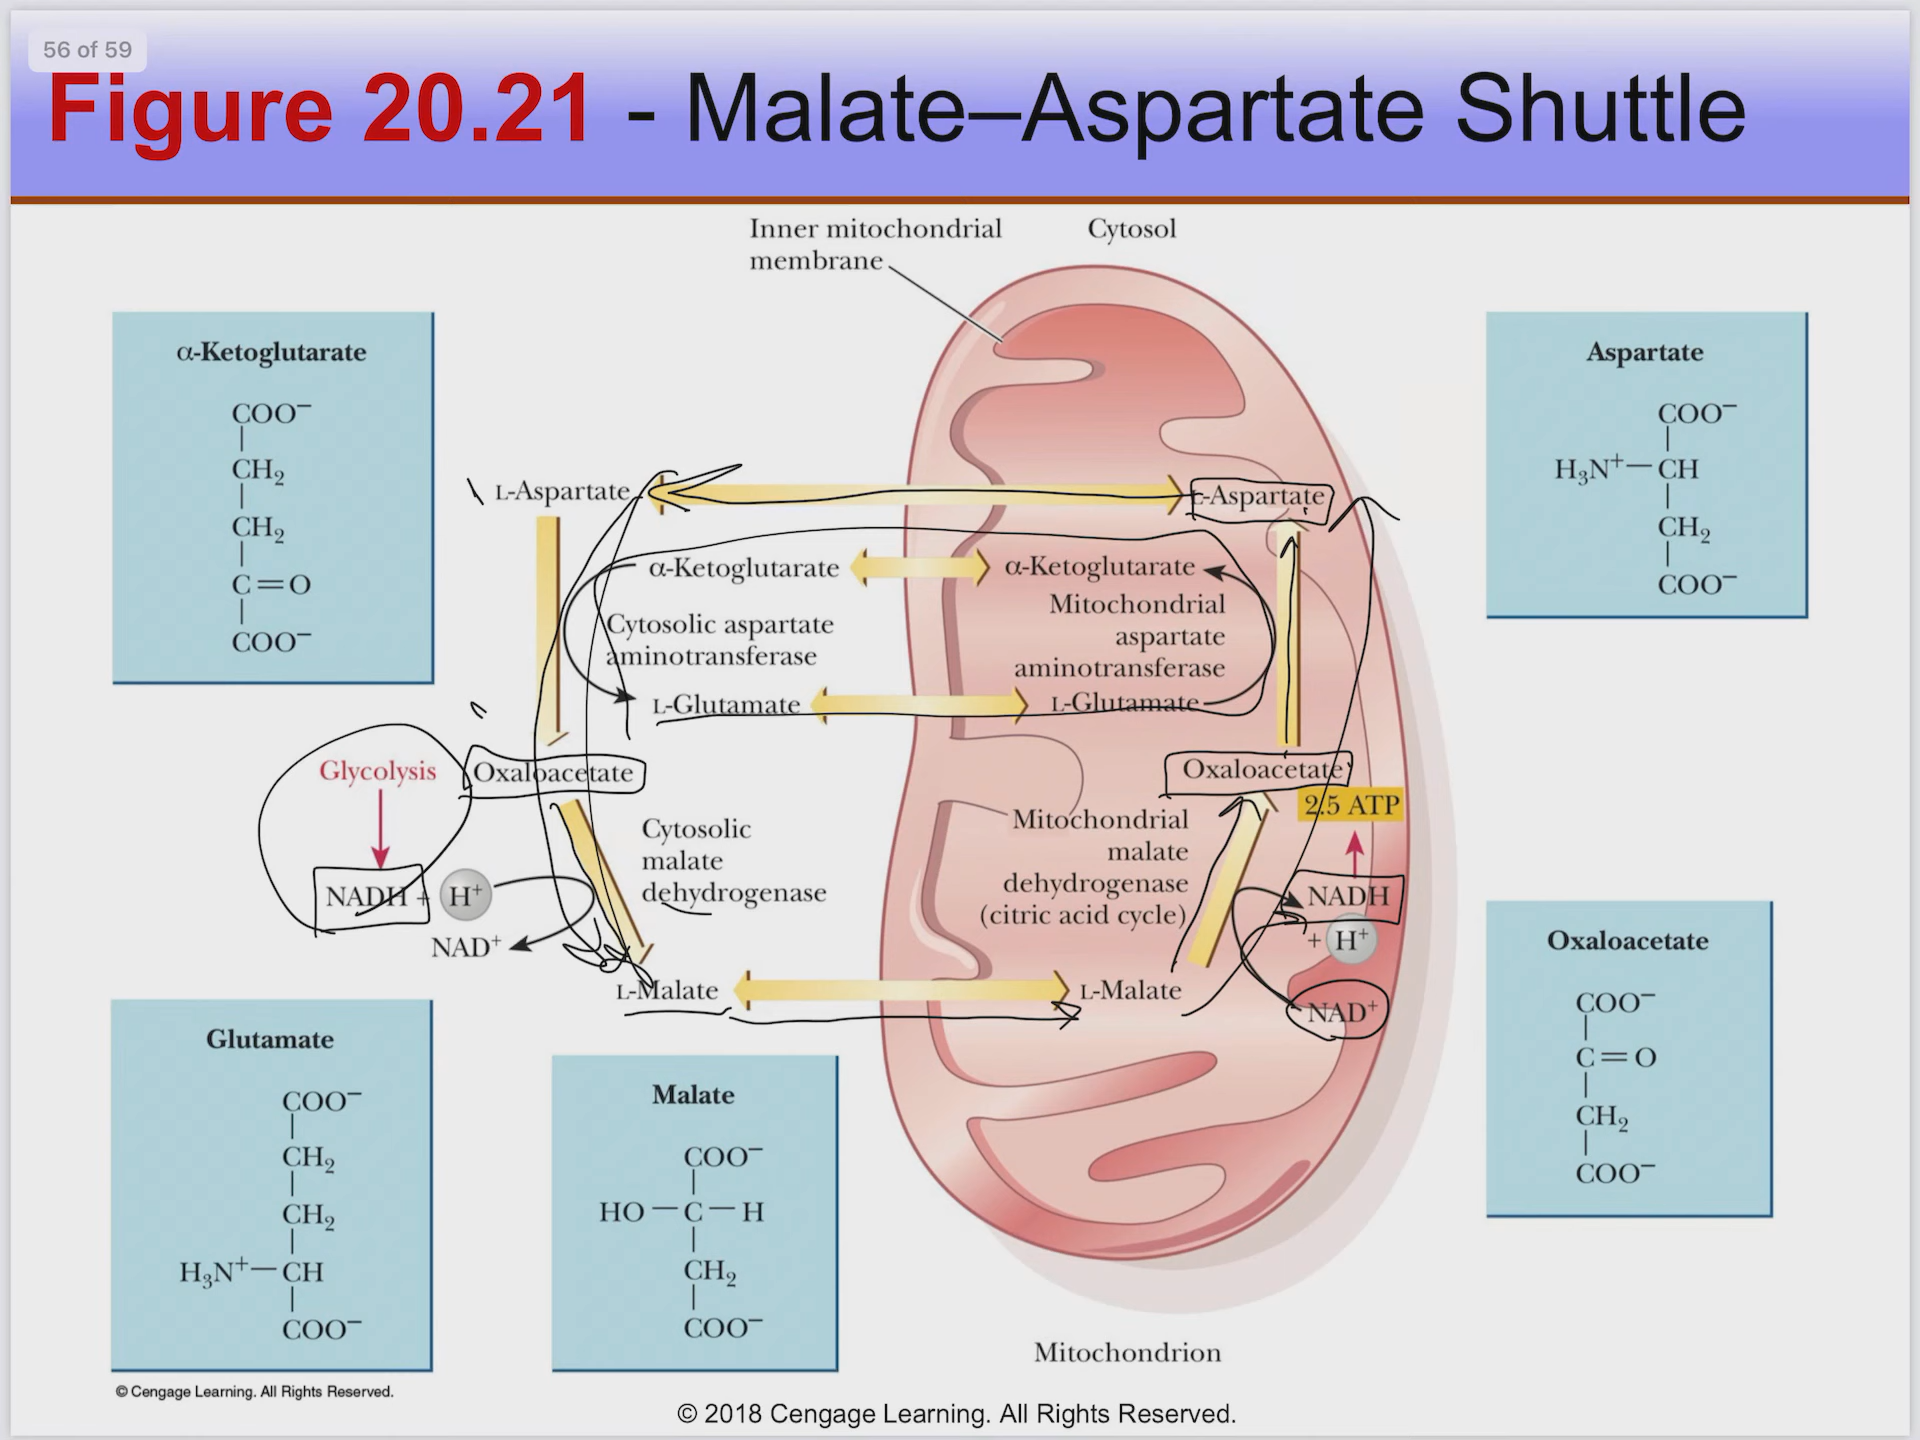 56 of 59
Figure 20.21 - Malate–Aspartate Shuttle
Inner mitochondrial
membrane
Cytosol
α-Ketoglutarate
COO⁻
CH₂
CH₂
C=O
COO⁻
Aspartate
COO⁻
H₃N⁺—CH
CH₂
COO⁻
L-Aspartate
L-Aspartate
α-Ketoglutarate
α-Ketoglutarate
Cytosolic aspartate
aminotransferase
Mitochondrial
aspartate
aminotransferase
L-Glutamate
L-Glutamate
Glycolysis
Oxaloacetate
Oxaloacetate
2.5 ATP
NADH + H⁺
NAD⁺
Cytosolic
malate
dehydrogenase
Mitochondrial
malate
dehydrogenase
(citric acid cycle)
NADH
+ H⁺
NAD⁺
L-Malate
L-Malate
Oxaloacetate
COO⁻
C=O
CH₂
COO⁻
Glutamate
COO⁻
CH₂
CH₂
H₃N⁺—CH
COO⁻
Malate
COO⁻
HO—C—H
CH₂
COO⁻
Mitochondrion
© Cengage Learning. All Rights Reserved.
© 2018 Cengage Learning. All Rights Reserved.